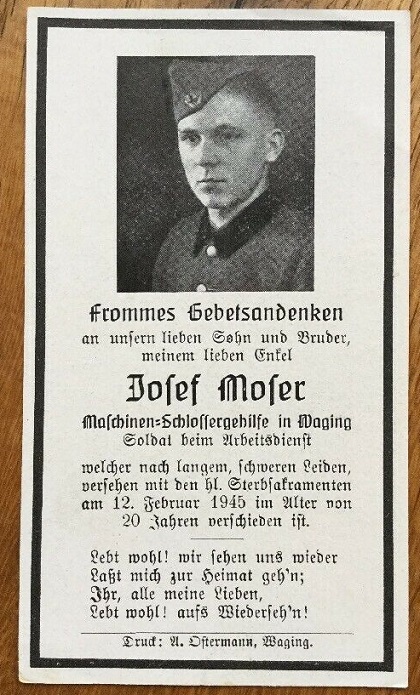 Frommes Gebetsandenken
an unsern lieben Sohn und Bruder,
meinem lieben Enkel
Josef Moser
Maschinen=Schlossergehilfe in Waging
Soldat beim Arbeitsdienst
welcher nach langem, schweren Leiden,
versehen mit den hl. Sterbsakramenten
am 12. Februar 1945 im Alter von
20 Jahren verschieden ist.
Lebt wohl! wir sehen uns wieder
Laßt mich zur Heimat geh'n;
Ihr, alle meine Lieben,
Lebt wohl! aufs Wiederseh'n!
Druck: A. Ostermann, Waging.